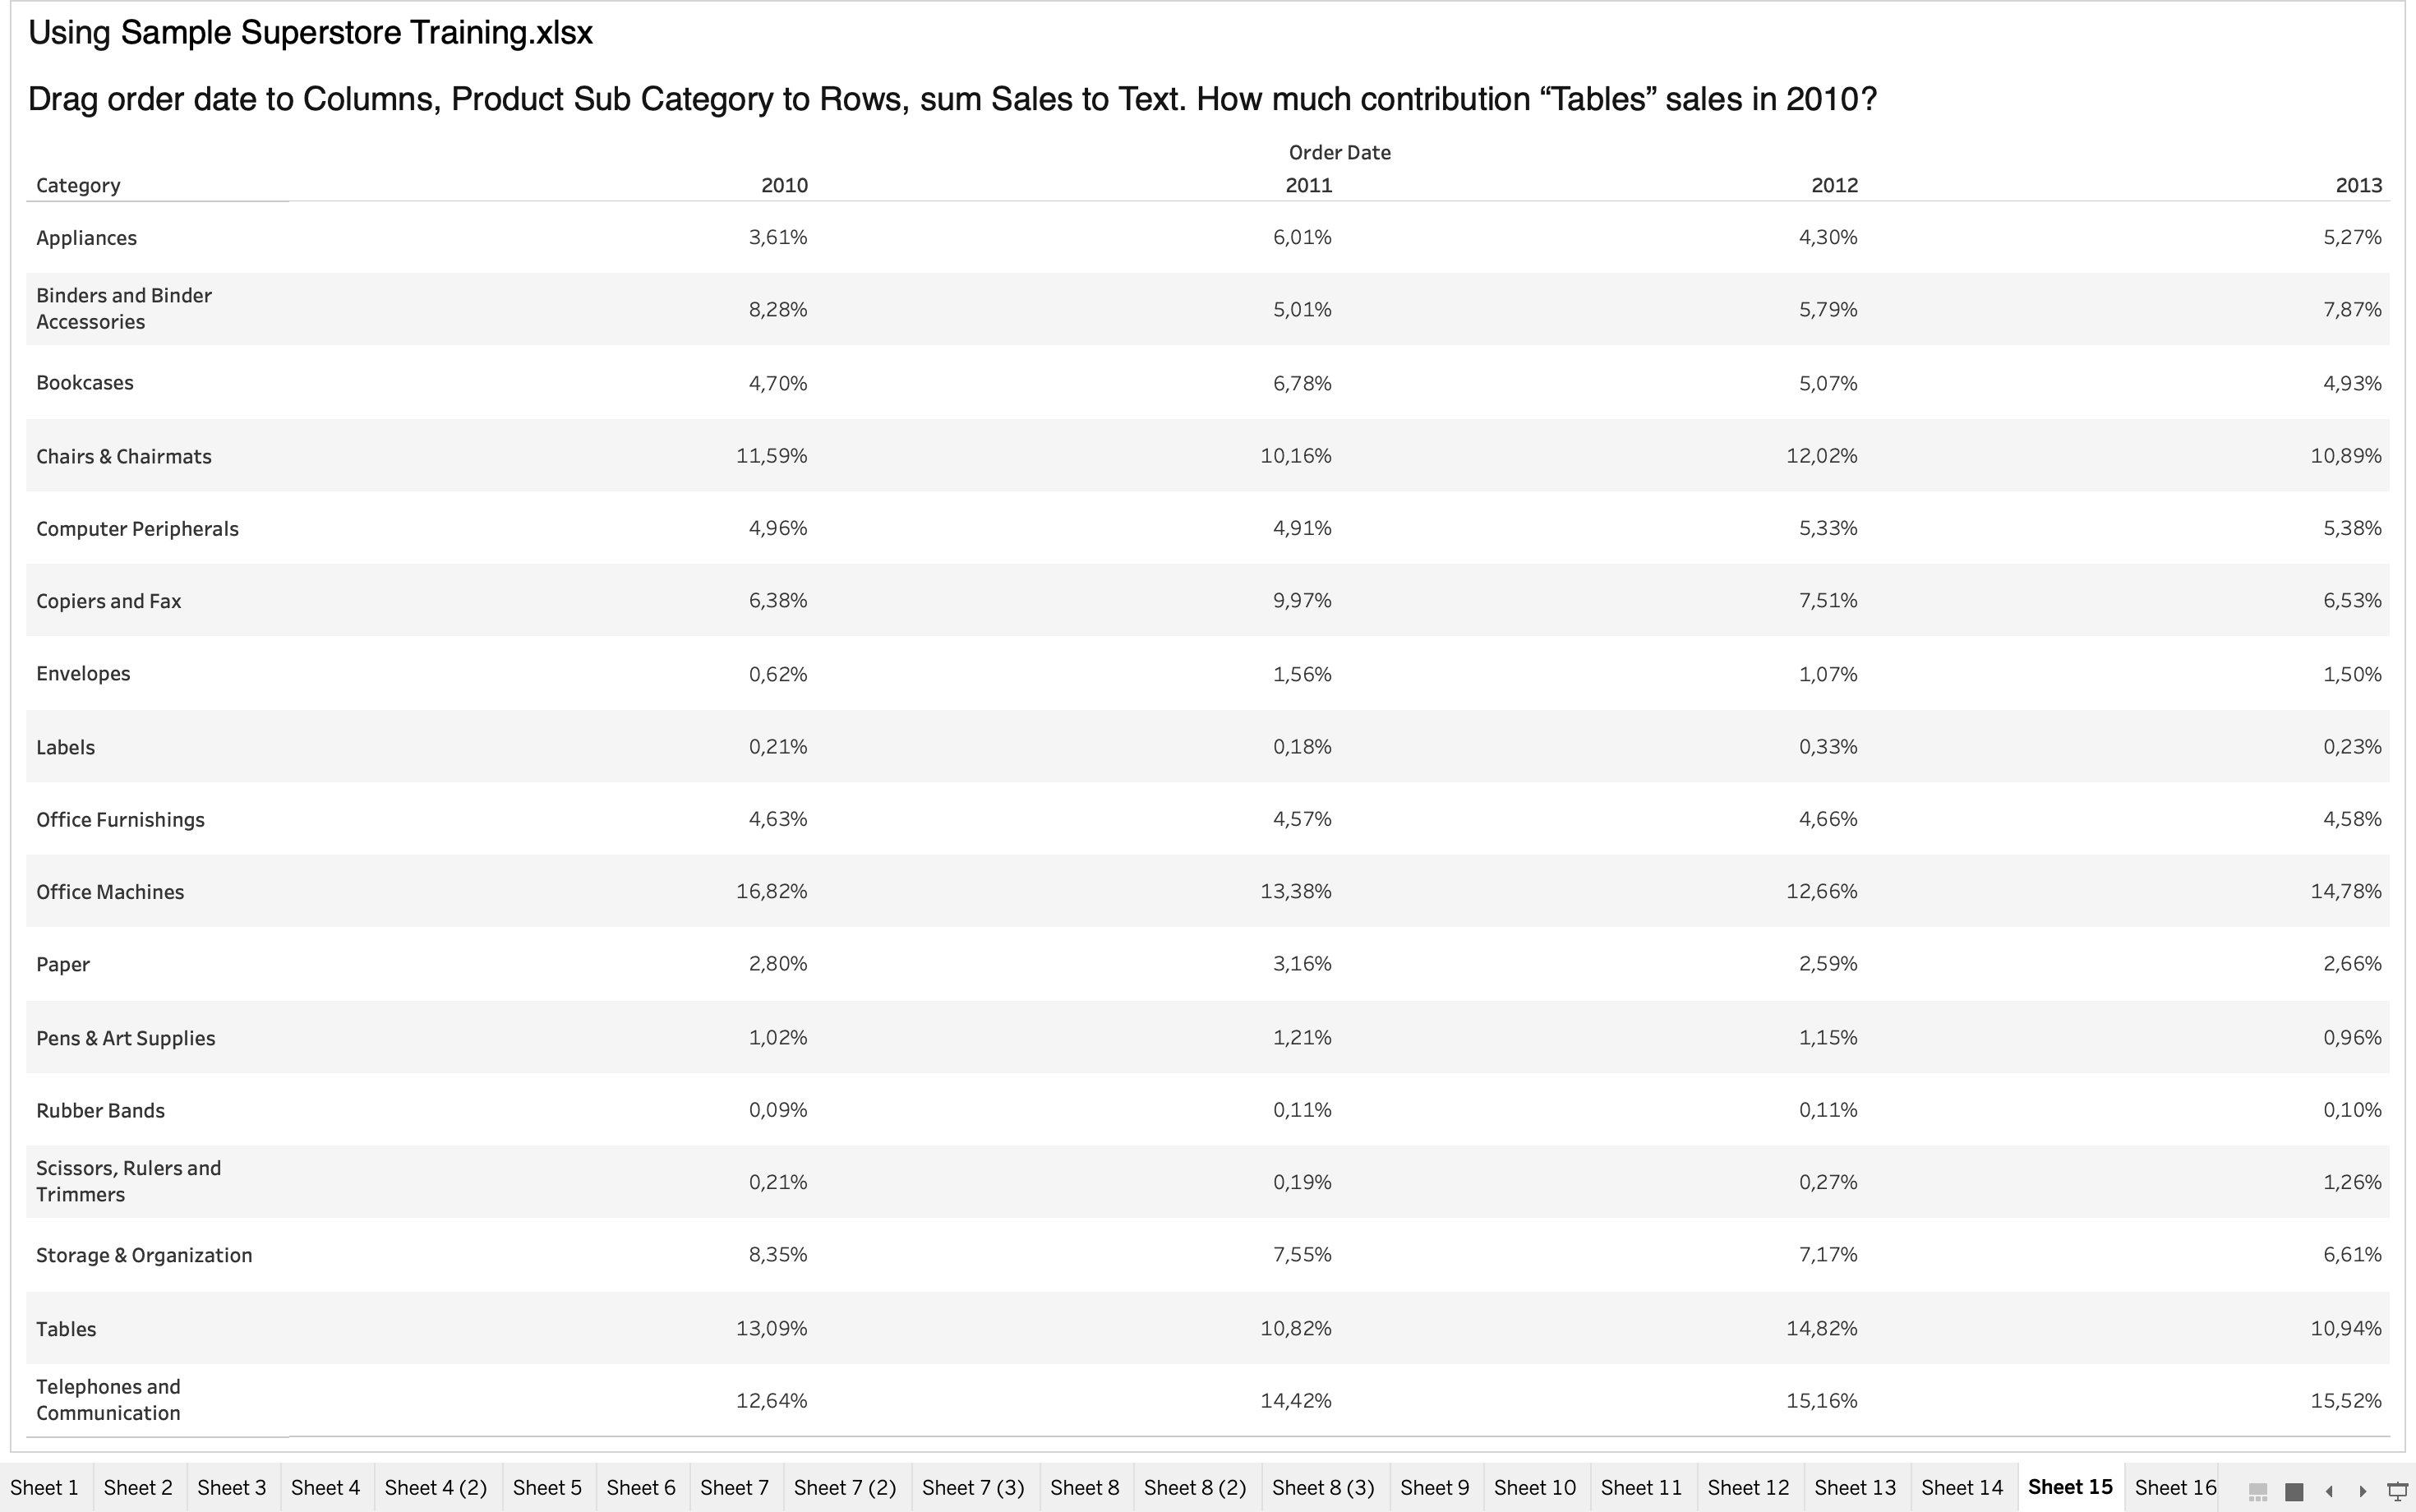 Using Sample Superstore Training.xlsx
Drag order date to Columns, Product Sub Category to Rows, sum Sales to Text. How much contribution “Tables” sales in 2010?
Order Date
Category 2010 2011 2012 2013
Appliances 3,61% 6,01% 4,30% 5,27%
Binders and Binder
Accessories 8,28% 5,01% 5,79% 7,87%
Bookcases 4,70% 6,78% 5,07% 4,93%
Chairs & Chairmats 11,59% 10,16% 12,02% 10,89%
Computer Peripherals 4,96% 4,91% 5,33% 5,38%
Copiers and Fax 6,38% 9,97% 7,51% 6,53%
Envelopes 0,62% 1,56% 1,07% 1,50%
Labels 0,21% 0,18% 0,33% 0,23%
Office Furnishings 4,63% 4,57% 4,66% 4,58%
Office Machines 16,82% 13,38% 12,66% 14,78%
Paper 2,80% 3,16% 2,59% 2,66%
Pens & Art Supplies 1,02% 1,21% 1,15% 0,96%
Rubber Bands 0,09% 0,11% 0,11% 0,10%
Scissors, Rulers and
Trimmers 0,21% 0,19% 0,27% 1,26%
Storage & Organization 8,35% 7,55% 7,17% 6,61%
Tables 13,09% 10,82% 14,82% 10,94%
Telephones and
Communication 12,64% 14,42% 15,16% 15,52%
Sheet 1 Sheet 2 Sheet 3 Sheet 4 Sheet 4 (2) Sheet 5 Sheet 6 Sheet 7 Sheet 7 (2) Sheet 7 (3) Sheet 8 Sheet 8 (2) Sheet 8 (3) Sheet 9 Sheet 10 Sheet 11 Sheet 12 Sheet 13 Sheet 14 Sheet 15 Sheet 16